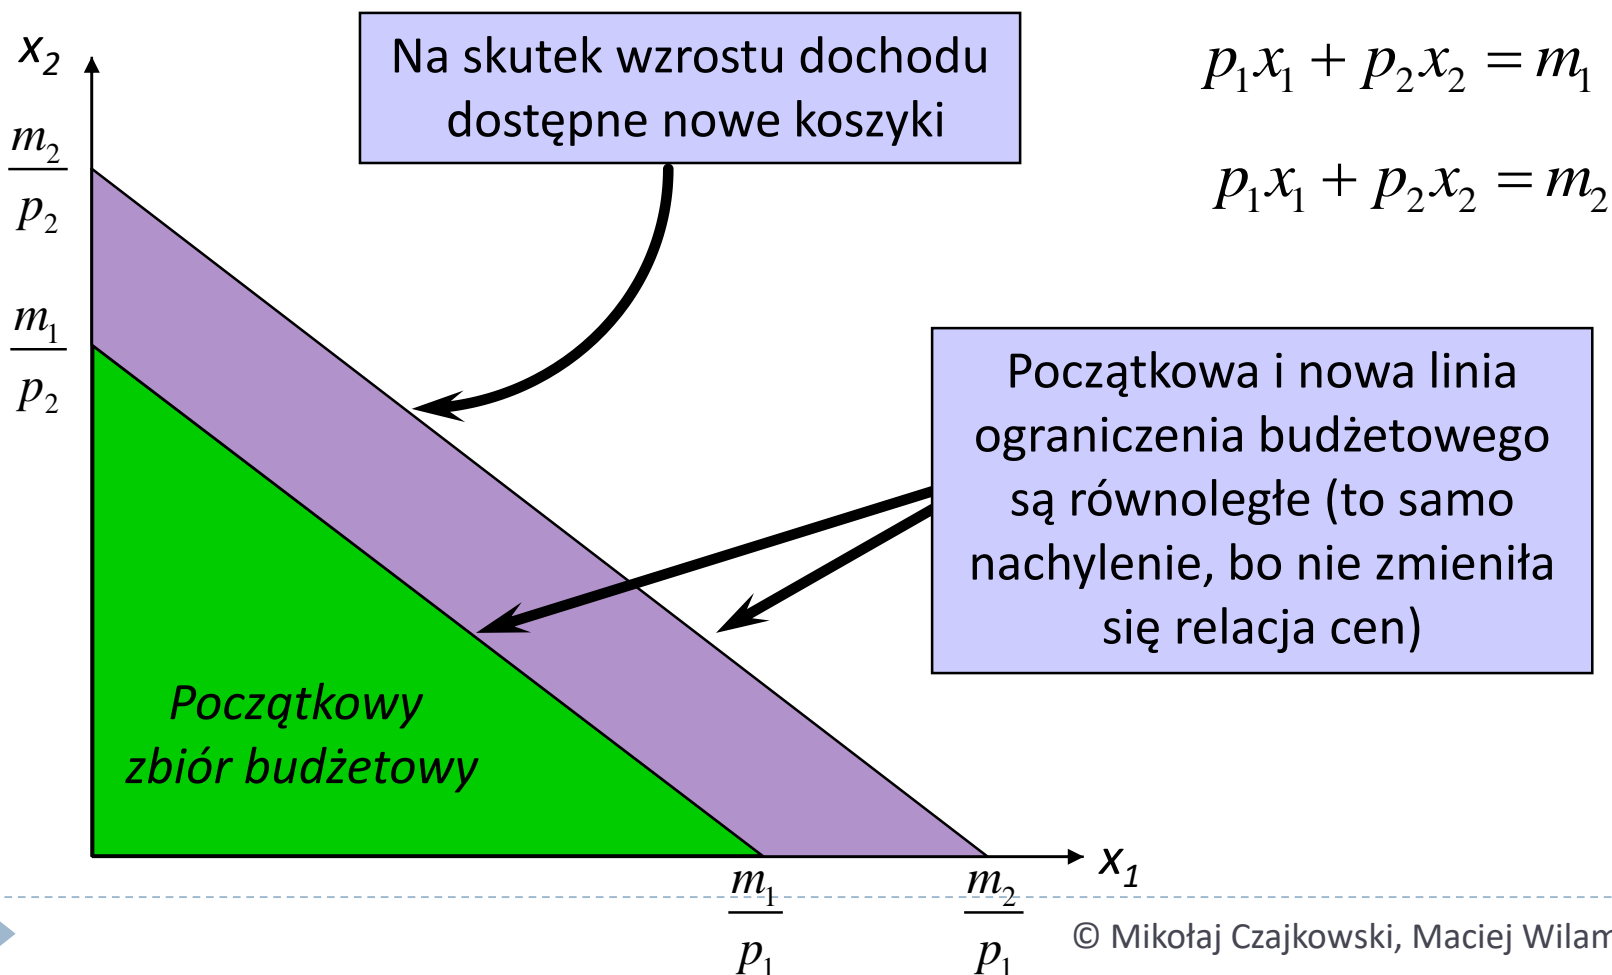 x₂
Na skutek wzrostu dochodu
dostępne nowe koszyki
p₁x₁ + p₂x₂ = m₁
p₁x₁ + p₂x₂ = m₂
m₂
p₂
m₁
p₂
Początkowa i nowa linia
ograniczenia budżetowego
są równoległe (to samo
nachylenie, bo nie zmieniła
się relacja cen)
Początkowy
zbiór budżetowy
x₁
m₁
p₁
m₂
p₁
© Mikołaj Czajkowski, Maciej Wilam